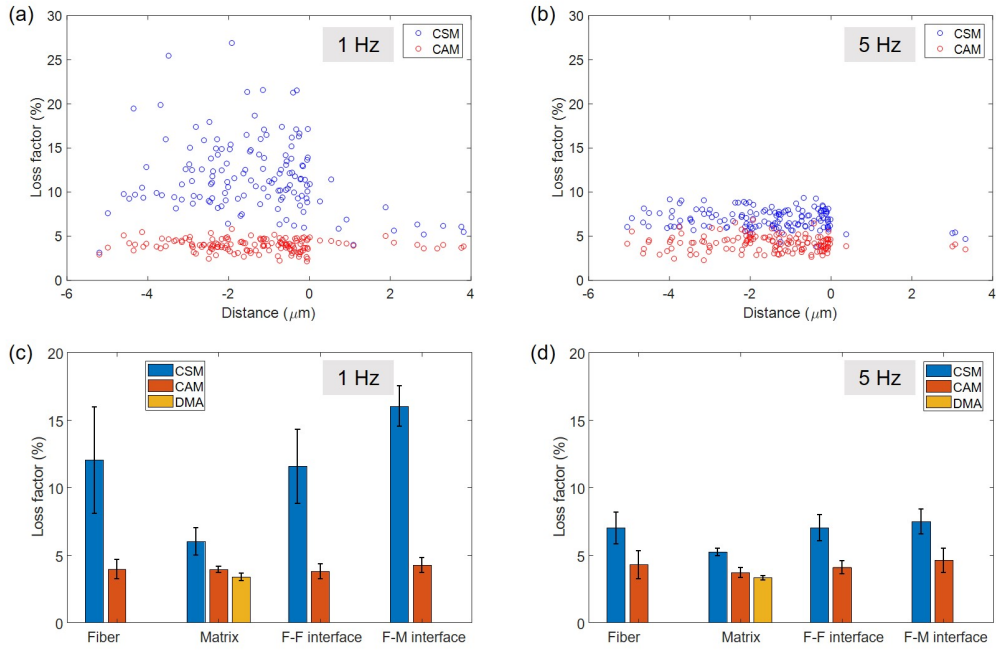 (a)
1 Hz
CSM
CAM
30
25
20
15
10
5
0
Loss factor (%)
-6 -4 -2 0 2 4
Distance (μm)
(b)
5 Hz
CSM
CAM
30
25
20
15
10
5
0
Loss factor (%)
-6 -4 -2 0 2 4
Distance (μm)
(c)
CSM
CAM
DMA
1 Hz
20
15
10
5
0
Loss factor (%)
Fiber Matrix F-F interface F-M interface
(d)
5 Hz
CSM
CAM
DMA
20
15
10
5
0
Loss factor (%)
Fiber Matrix F-F interface F-M interface